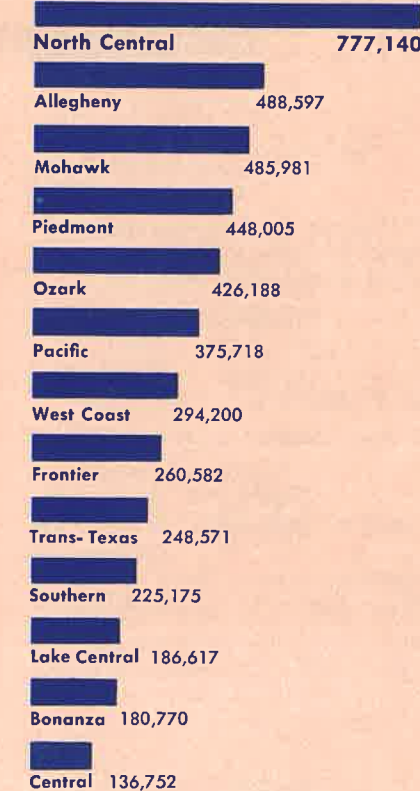 North Central 777,140
Allegheny 488,597
Mohawk 485,981
Piedmont 448,005
Ozark 426,188
Pacific 375,718
West Coast 294,200
Frontier 260,582
Trans-Texas 248,571
Southern 225,175
Lake Central 186,617
Bonanza 180,770
Central 136,752